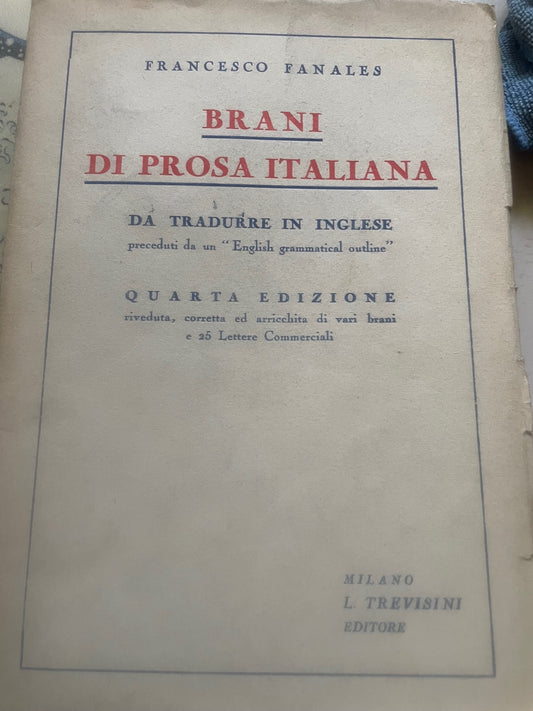 FRANCESCO FANALES
BRANI
DI PROSA ITALIANA
DA TRADURRE IN INGLESE
preceduti da un "English grammatical outline"
QUARTA EDIZIONE
riveduta, corretta ed arricchita di vari brani
e 25 Lettere Commerciali
MILANO
L. TREVISINI
EDITORE